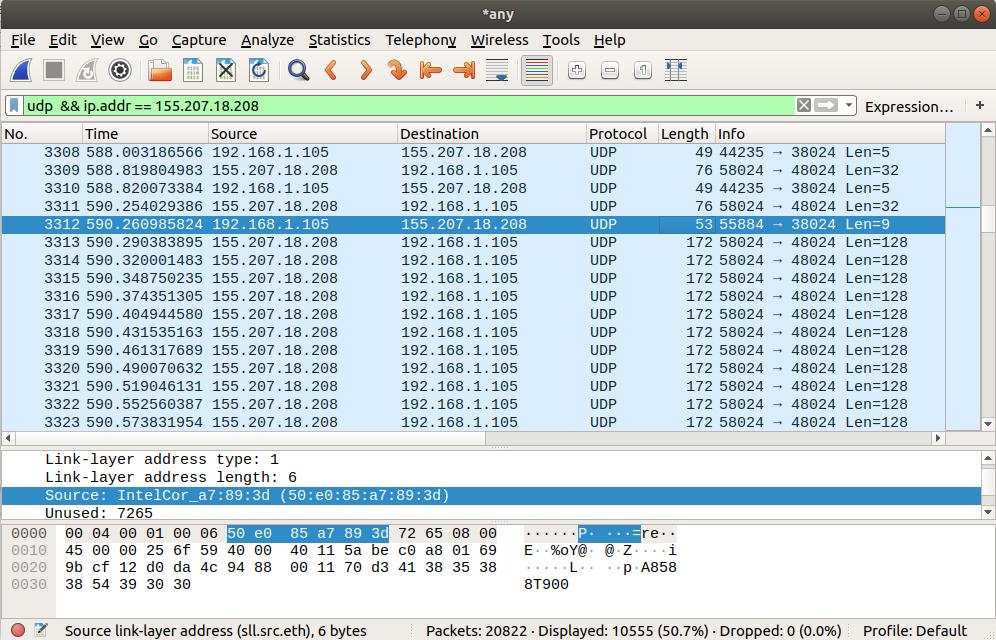 *any
File Edit View Go Capture Analyze Statistics Telephony Wireless Tools Help
udp && ip.addr == 155.207.18.208 Expression… +
No. Time Source Destination Protocol Length Info
3308 588.003186566 192.168.1.105 155.207.18.208 UDP 49 44235 → 38024 Len=5
3309 588.819804983 155.207.18.208 192.168.1.105 UDP 76 58024 → 48024 Len=32
3310 588.820073384 192.168.1.105 155.207.18.208 UDP 49 44235 → 38024 Len=5
3311 590.254029386 155.207.18.208 192.168.1.105 UDP 76 58024 → 48024 Len=32
3312 590.260985824 192.168.1.105 155.207.18.208 UDP 53 55884 → 38024 Len=9
3313 590.290383895 155.207.18.208 192.168.1.105 UDP 172 58024 → 48024 Len=128
3314 590.320001483 155.207.18.208 192.168.1.105 UDP 172 58024 → 48024 Len=128
3315 590.348750235 155.207.18.208 192.168.1.105 UDP 172 58024 → 48024 Len=128
3316 590.374351305 155.207.18.208 192.168.1.105 UDP 172 58024 → 48024 Len=128
3317 590.404944580 155.207.18.208 192.168.1.105 UDP 172 58024 → 48024 Len=128
3318 590.431535163 155.207.18.208 192.168.1.105 UDP 172 58024 → 48024 Len=128
3319 590.461317689 155.207.18.208 192.168.1.105 UDP 172 58024 → 48024 Len=128
3320 590.490070632 155.207.18.208 192.168.1.105 UDP 172 58024 → 48024 Len=128
3321 590.519046131 155.207.18.208 192.168.1.105 UDP 172 58024 → 48024 Len=128
3322 590.552560387 155.207.18.208 192.168.1.105 UDP 172 58024 → 48024 Len=128
3323 590.573831954 155.207.18.208 192.168.1.105 UDP 172 58024 → 48024 Len=128
Link-layer address type: 1
Link-layer address length: 6
Source: IntelCor_a7:89:3d (50:e0:85:a7:89:3d)
Unused: 7265
0000 00 04 00 01 00 06 50 e0 85 a7 89 3d 72 65 08 00 ······P· ···=re··
0010 45 00 00 25 6f 59 40 00 40 11 5a be c0 a8 01 69 E··%oY@· @·Z····i
0020 9b cf 12 d0 da 4c 94 88 00 11 70 d3 41 38 35 38 ·····L·· ··p·A858
0030 38 54 39 30 30 8T900
Source link-layer address (sll.src.eth), 6 bytes Packets: 20822 · Displayed: 10555 (50.7%) · Dropped: 0 (0.0%) Profile: Default